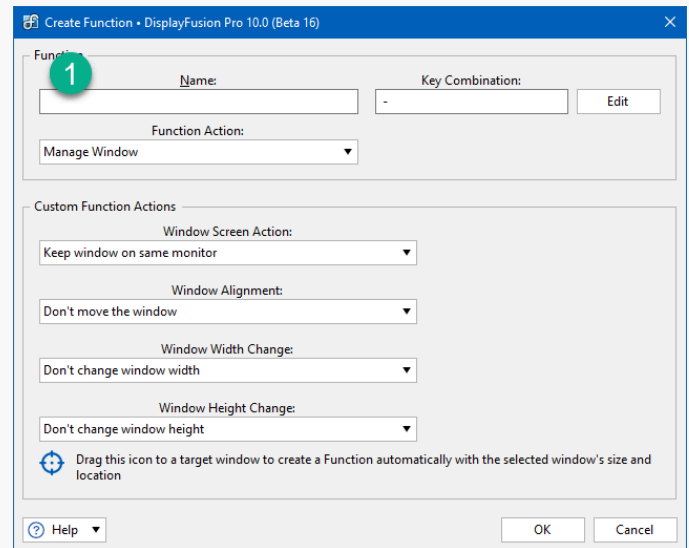 Create Function • DisplayFusion Pro 10.0 (Beta 16)
Function
1
Name:
Key Combination:
-
Edit
Function Action:
Manage Window
Custom Function Actions
Window Screen Action:
Keep window on same monitor
Window Alignment:
Don't move the window
Window Width Change:
Don't change window width
Window Height Change:
Don't change window height
Drag this icon to a target window to create a Function automatically with the selected window's size and
location
Help
OK
Cancel